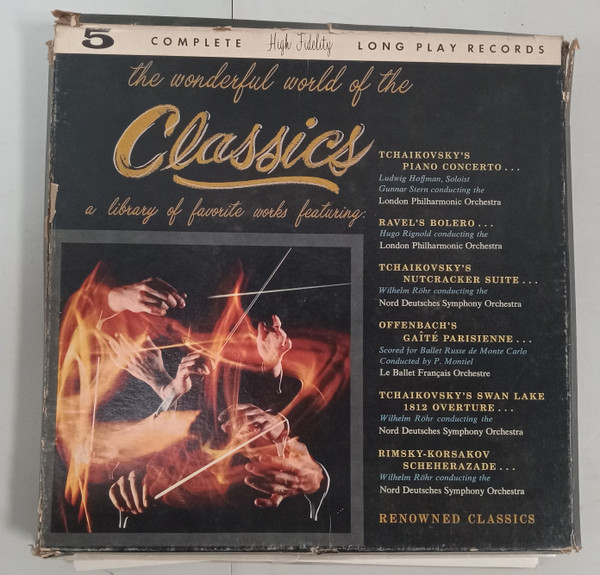 5 COMPLETE High Fidelity LONG PLAY RECORDS
the wonderful world of the
Classics
a library of favorite works featuring:
TCHAIKOVSKY'S
PIANO CONCERTO...
Ludwig Hoffman, Soloist
Gunnar Stern conducting the
London Philharmonic Orchestra
RAVEL'S BOLERO...
Hugo Rignold conducting the
London Philharmonic Orchestra
TCHAIKOVSKY'S
NUTCRACKER SUITE...
Wilhelm Röhr conducting the
Nord Deutsches Symphony Orchestra
OFFENBACH'S
GAÎTÉ PARISIENNE...
Scored for Ballet Russe de Monte Carlo
Conducted by P. Montiel
Le Ballet Français Orchestre
TCHAIKOVSKY'S SWAN LAKE
1812 OVERTURE...
Wilhelm Röhr conducting the
Nord Deutsches Symphony Orchestra
RIMSKY-KORSAKOV
SCHEHERAZADE...
Wilhelm Röhr conducting the
Nord Deutsches Symphony Orchestra
RENOWNED CLASSICS